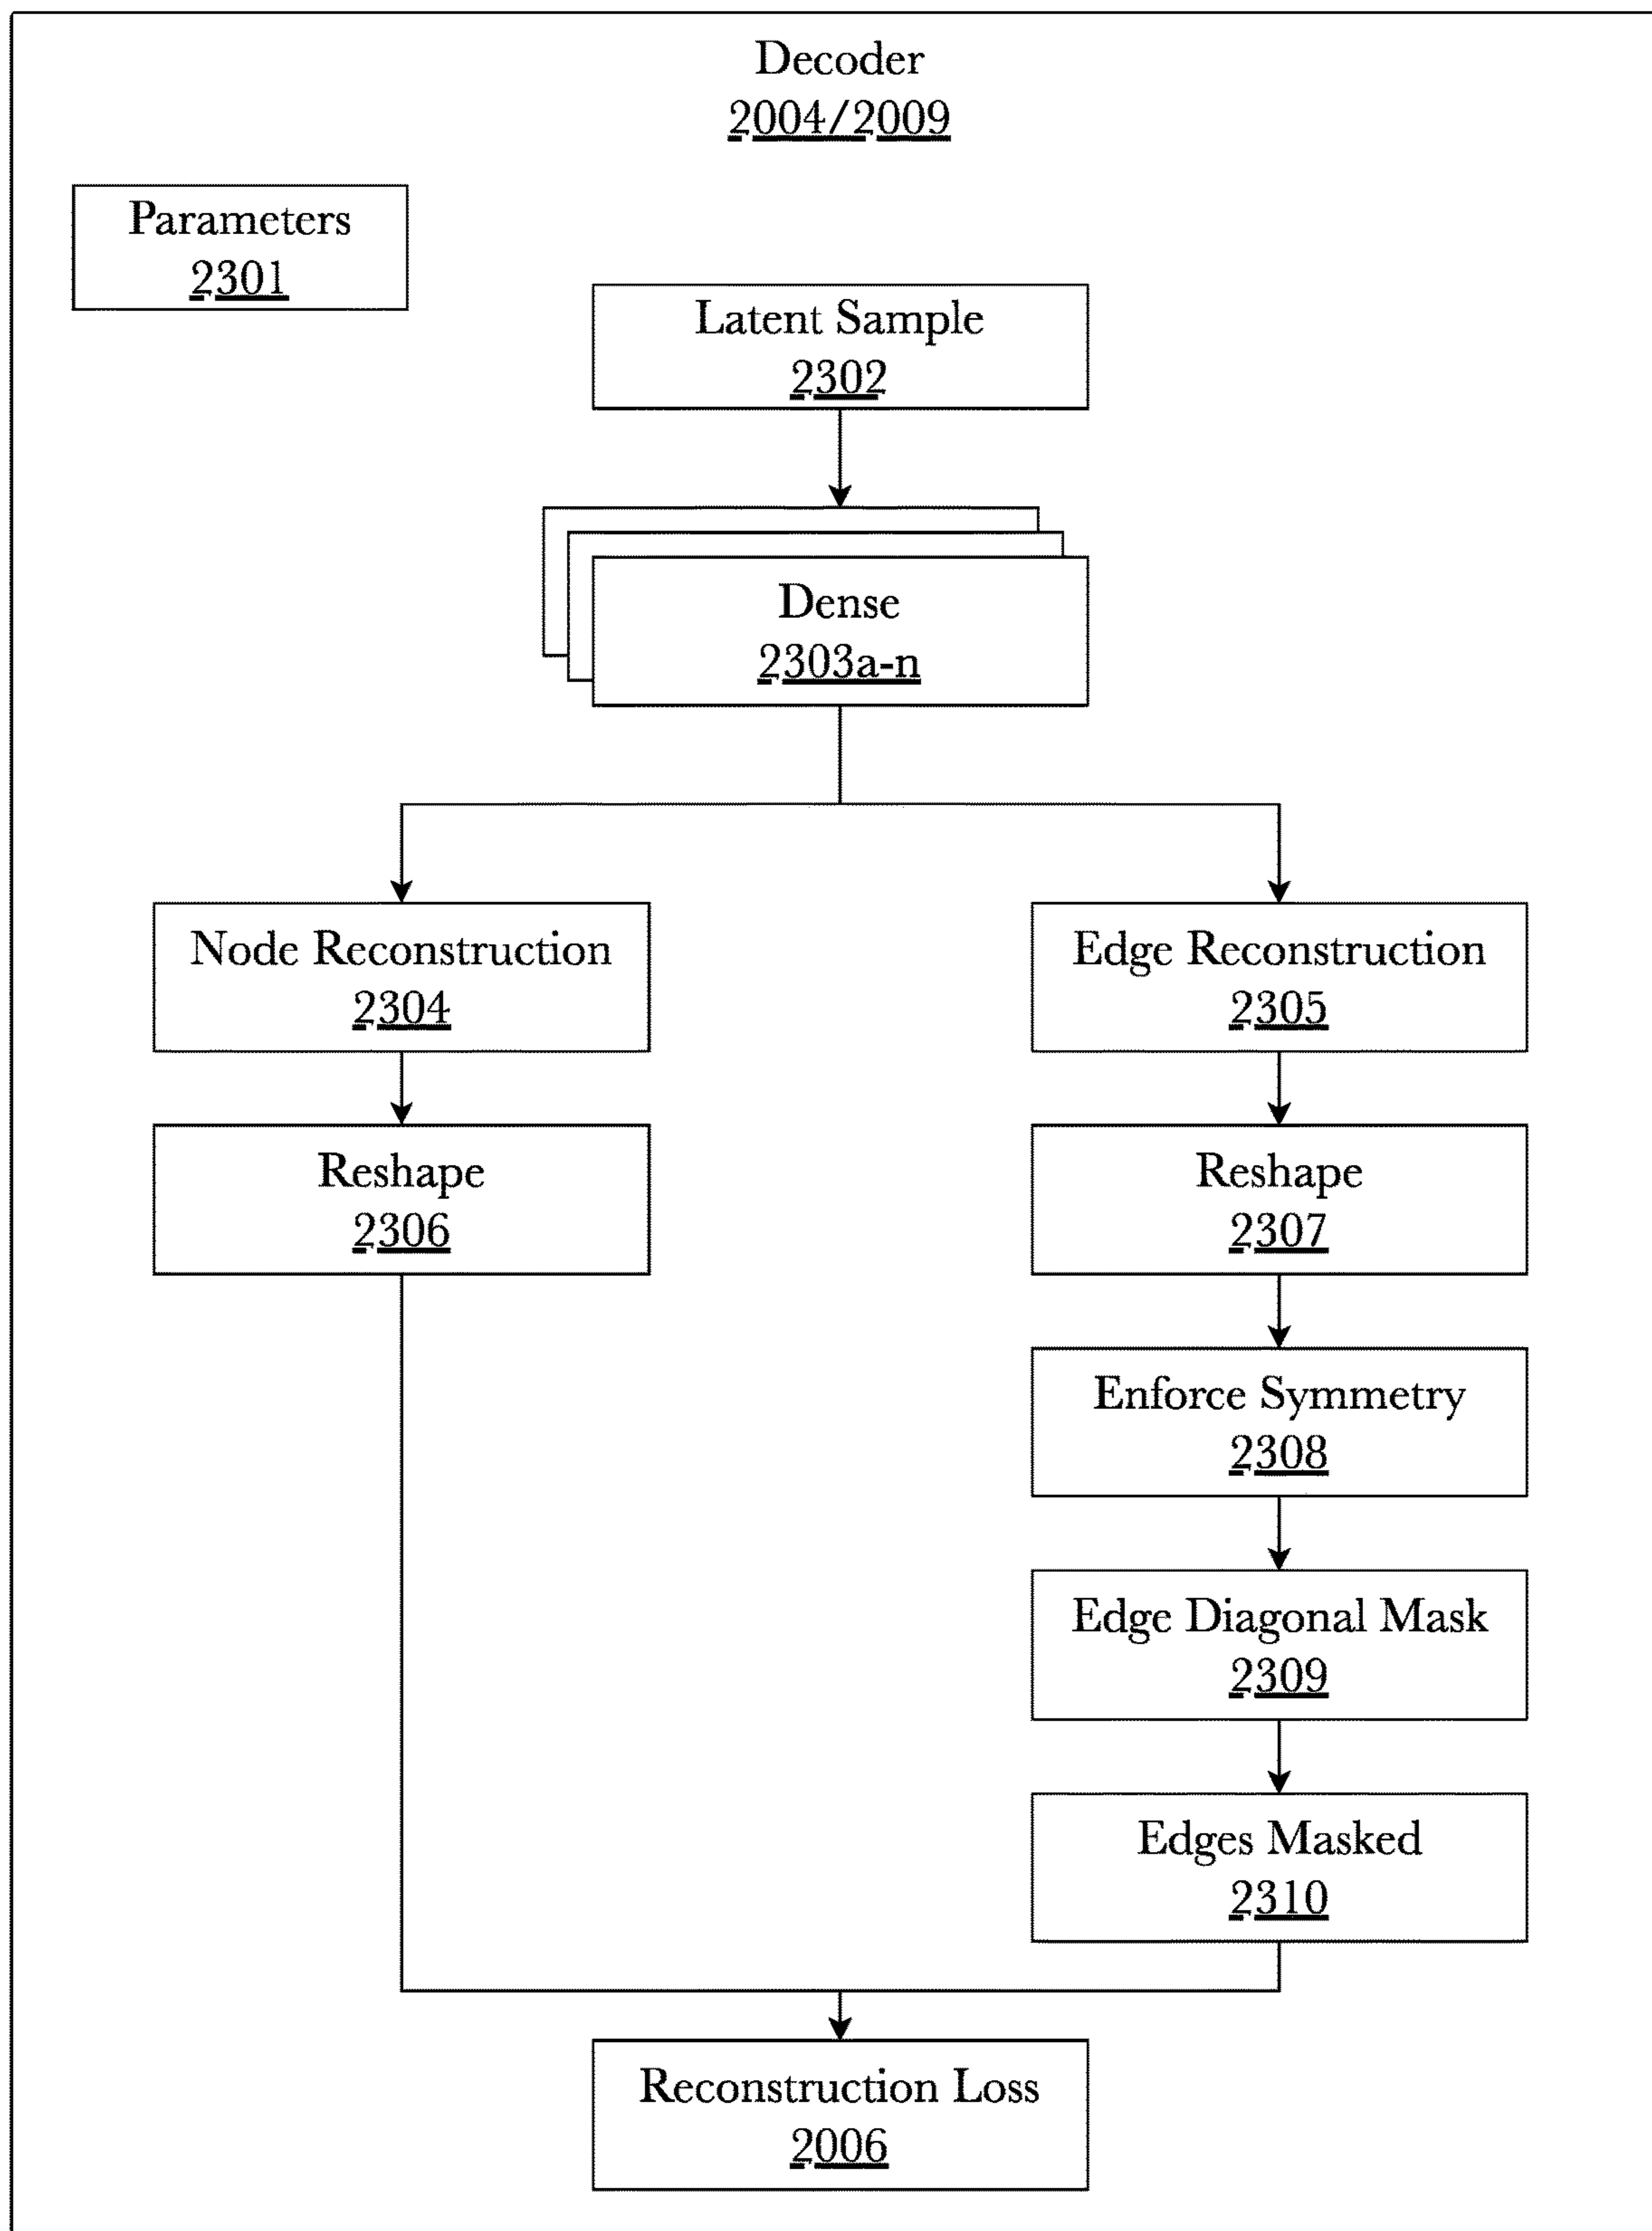 Decoder
2004/2009
Parameters
2301
Latent Sample
2302
Dense
2303a-n
Node Reconstruction
2304
Edge Reconstruction
2305
Reshape
2306
Reshape
2307
Enforce Symmetry
2308
Edge Diagonal Mask
2309
Edges Masked
2310
Reconstruction Loss
2006